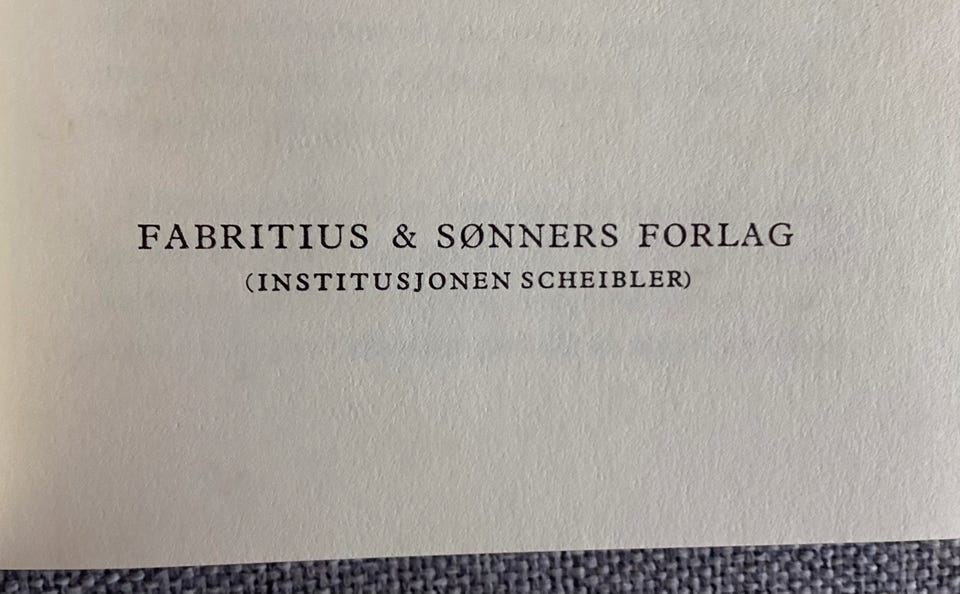 FABRITIUS & SØNNERS FORLAG
(INSTITUSJONEN SCHEIBLER)